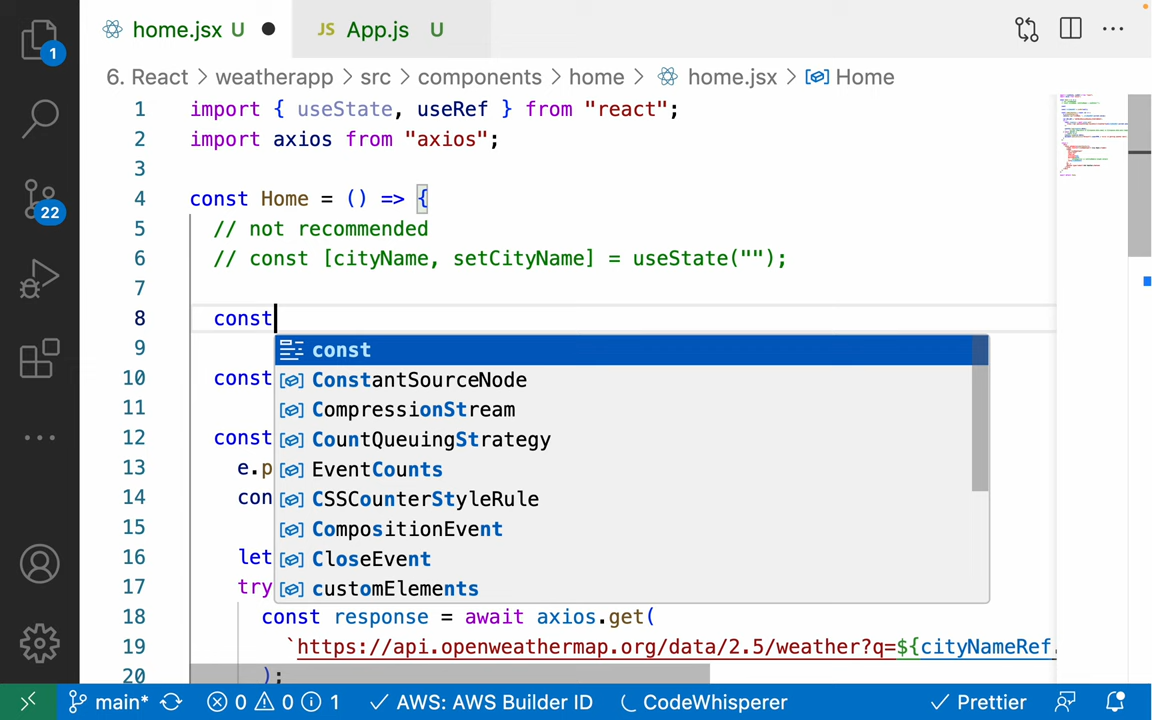 home.jsx U
JS App.js U
6. React > weatherapp > src > components > home > home.jsx > Home
1 import { useState, useRef } from "react";
2 import axios from "axios";
3
4 const Home = () => {
5 // not recommended
6 // const [cityName, setCityName] = useState("");
7
8 const
9 const
10 const ConstantSourceNode
11 CompressionStream
12 const CountQueuingStrategy
13 e.p EventCounts
14 con CSSCounterStyleRule
15 CompositionEvent
16 let CloseEvent
17 try customElements
18 const response = await axios.get(
19 `https://api.openweathermap.org/data/2.5/weather?q=${cityNameRef.
20 );
1
22
main* 0 0 1 AWS: AWS Builder ID CodeWhisperer Prettier